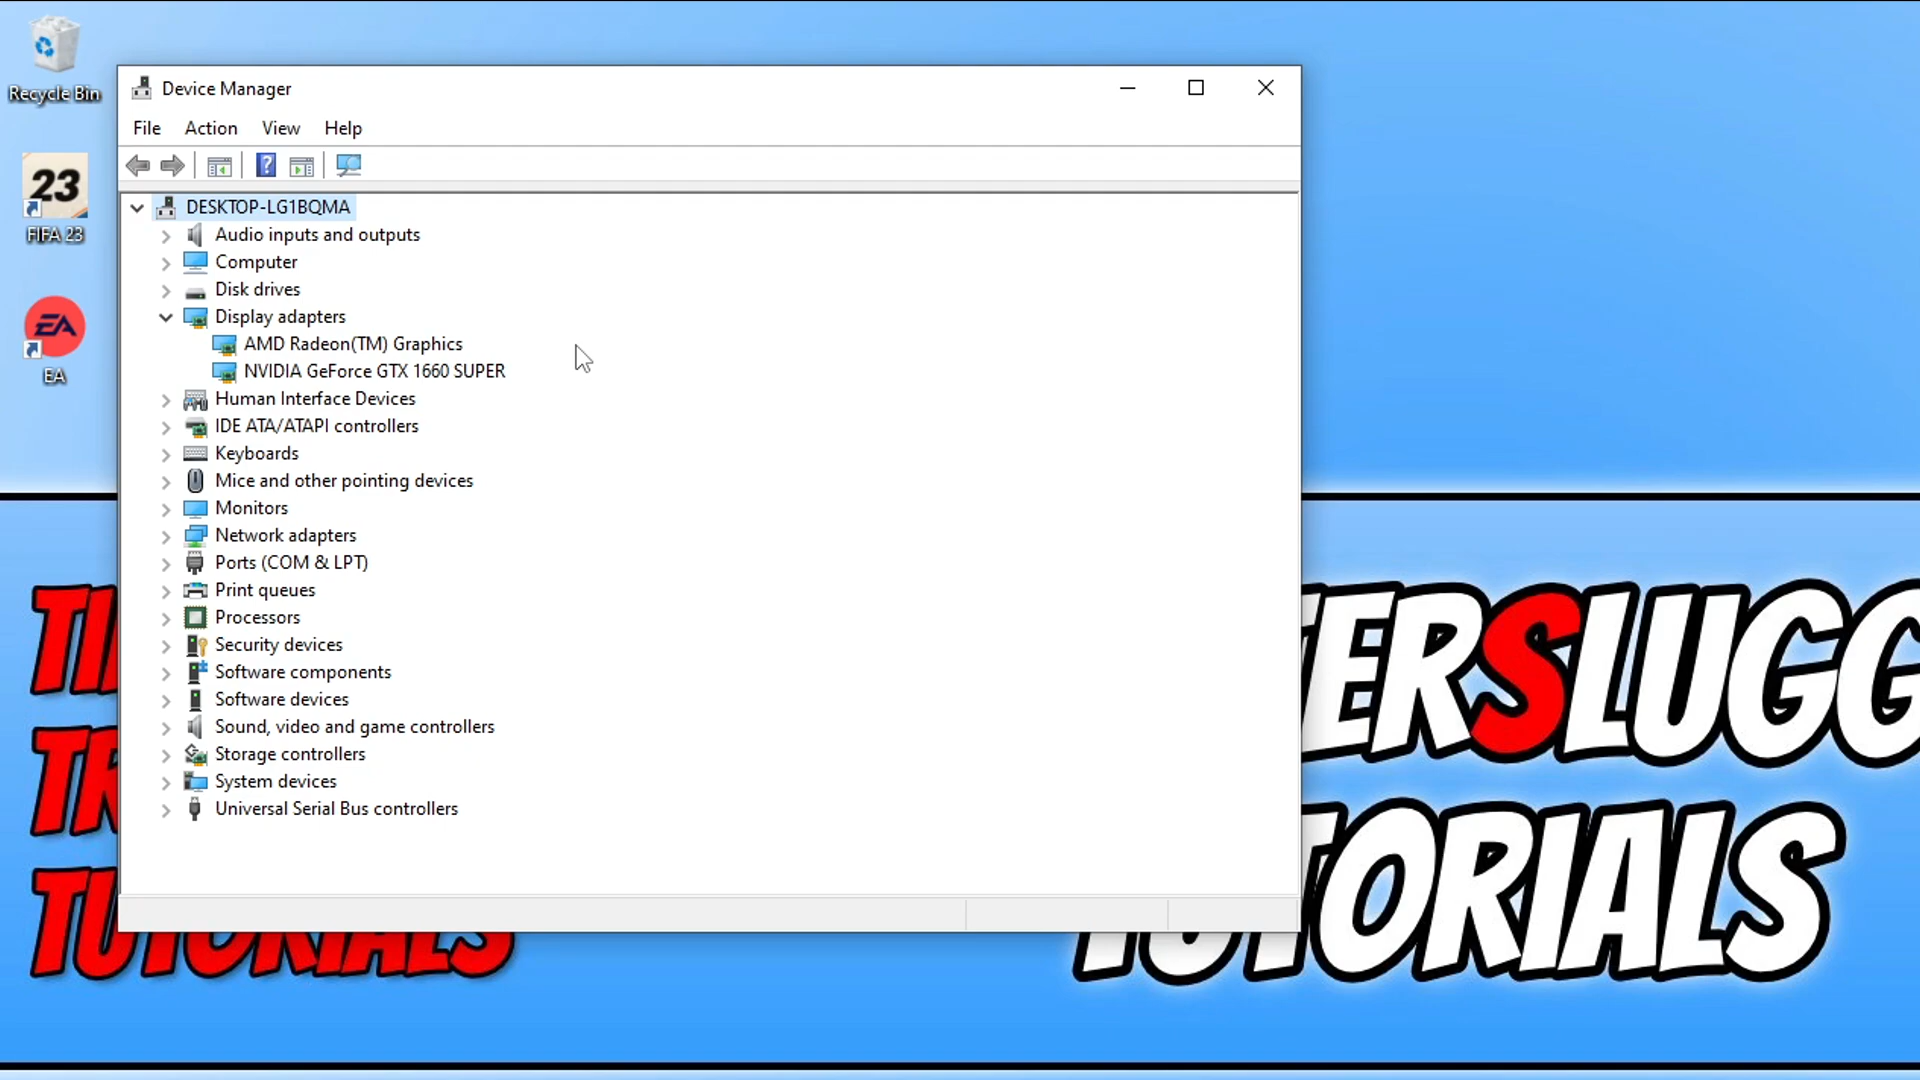 Recycle Bin
23
FIFA 23
EA
EA
Device Manager
File Action View Help
DESKTOP-LG1BQMA
Audio inputs and outputs
Computer
Disk drives
Display adapters
AMD Radeon(TM) Graphics
NVIDIA GeForce GTX 1660 SUPER
Human Interface Devices
IDE ATA/ATAPI controllers
Keyboards
Mice and other pointing devices
Monitors
Network adapters
Ports (COM & LPT)
Print queues
Processors
Security devices
Software components
Software devices
Sound, video and game controllers
Storage controllers
System devices
Universal Serial Bus controllers
TUTORIALS
ERSLUGG
TUTORIALS